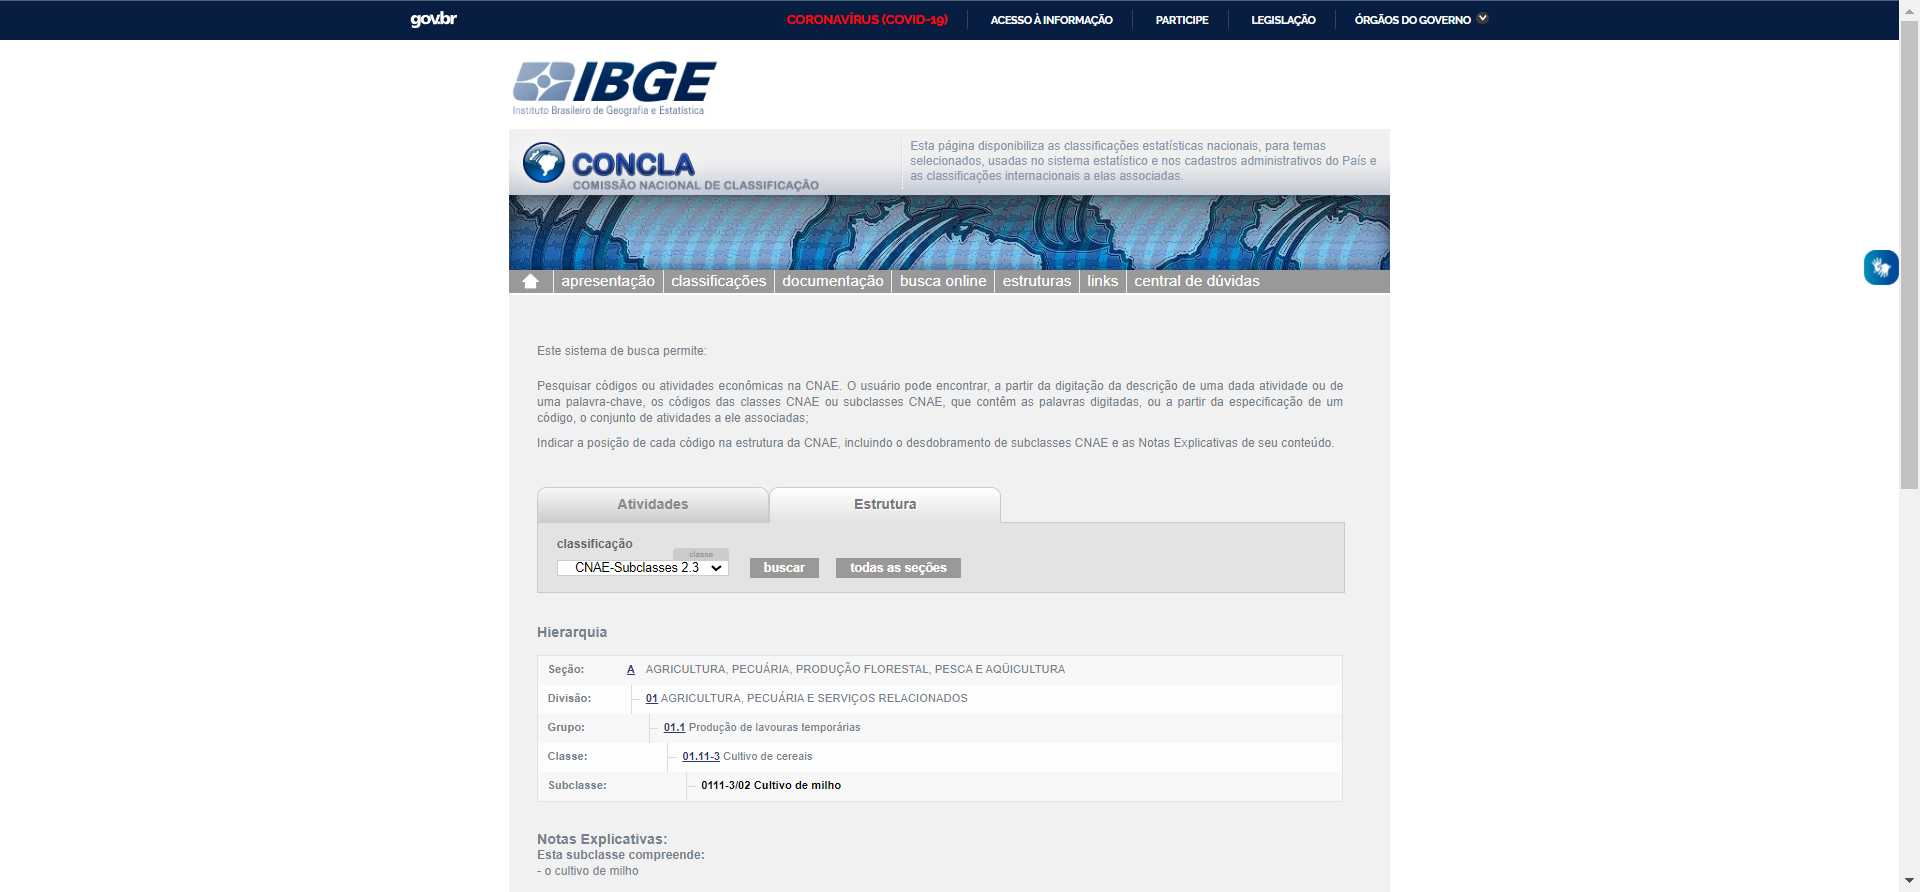 gov.br
CORONAVÍRUS (COVID-19)
ACESSO À INFORMAÇÃO
PARTICIPE
LEGISLAÇÃO
ÓRGÃOS DO GOVERNO
IBGE
Instituto Brasileiro de Geografia e Estatística
CONCLA
COMISSÃO NACIONAL DE CLASSIFICAÇÃO
Esta página disponibiliza as classificações estatísticas nacionais, para temas
selecionados, usadas no sistema estatístico e nos cadastros administrativos do País e
as classificações internacionais a elas associadas.
apresentação
classificações
documentação
busca online
estruturas
links
central de dúvidas
Este sistema de busca permite:
Pesquisar códigos ou atividades econômicas na CNAE. O usuário pode encontrar, a partir da digitação da descrição de uma dada atividade ou de
uma palavra-chave, os códigos das classes CNAE ou subclasses CNAE, que contêm as palavras digitadas, ou a partir da especificação de um
código, o conjunto de atividades a ele associadas;
Indicar a posição de cada código na estrutura da CNAE, incluindo o desdobramento de subclasses CNAE e as Notas Explicativas de seu conteúdo.
Atividades
Estrutura
classificação
classe
CNAE-Subclasses 2.3
buscar
todas as seções
Hierarquia
Seção: A AGRICULTURA, PECUÁRIA, PRODUÇÃO FLORESTAL, PESCA E AQÜICULTURA
Divisão: 01 AGRICULTURA, PECUÁRIA E SERVIÇOS RELACIONADOS
Grupo: 01.1 Produção de lavouras temporárias
Classe: 01.11-3 Cultivo de cereais
Subclasse: 0111-3/02 Cultivo de milho
Notas Explicativas:
Esta subclasse compreende:
- o cultivo de milho